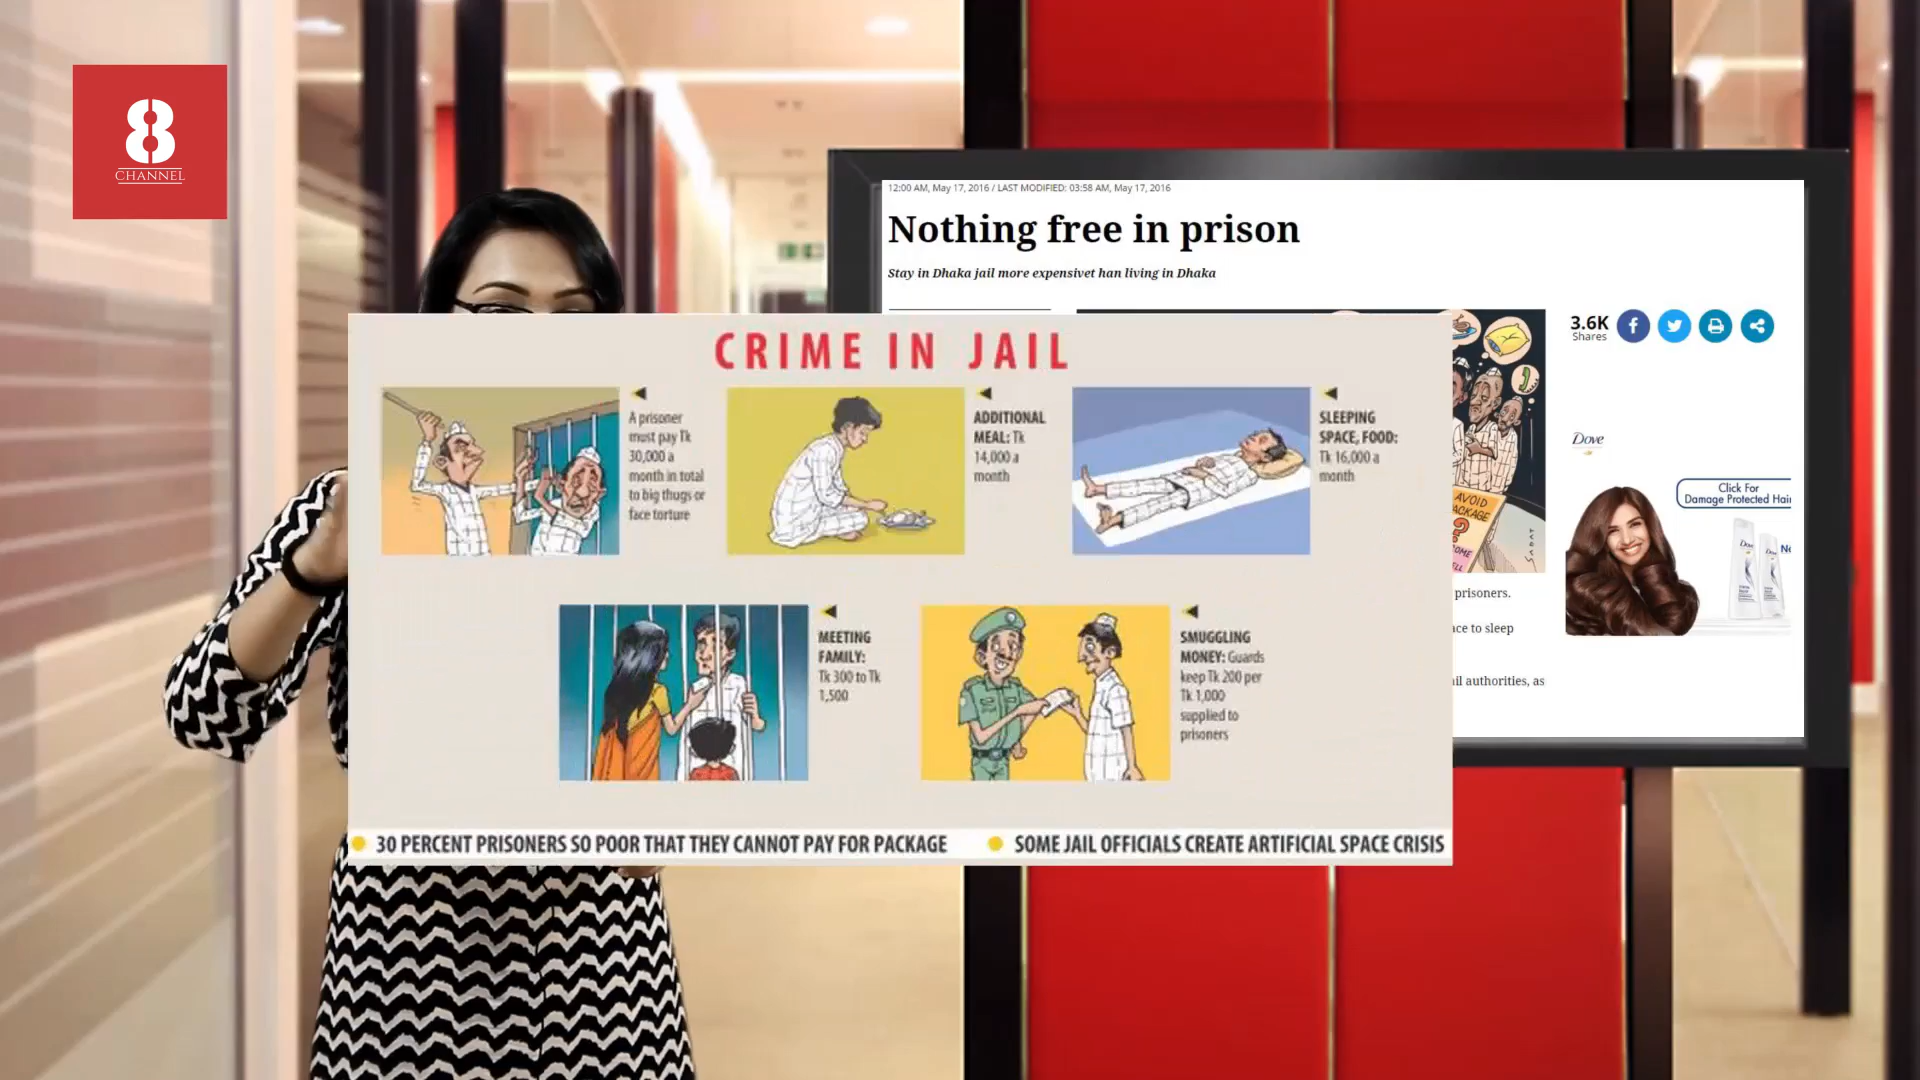 8
CHANNEL
12:00 AM, May 17, 2016 / LAST MODIFIED: 03:58 AM, May 17, 2016
Nothing free in prison
Stay in Dhaka jail more expensivet han living in Dhaka
3.6K
Shares
Dove
Click For
Damage Protected Hair
AVOID
PACKAGE
?
SADAT
prisoners.
ce to sleep
il authorities, as
CRIME IN JAIL
A prisoner
must pay Tk
30,000 a
month in total
to big thugs or
face torture
ADDITIONAL
MEAL: Tk
14,000 a
month
SLEEPING
SPACE, FOOD:
Tk 16,000 a
month
MEETING
FAMILY:
Tk 300 to Tk
1,500
SMUGGLING
MONEY: Guards
keep Tk 200 per
Tk 1,000
supplied to
prisoners
30 PERCENT PRISONERS SO POOR THAT THEY CANNOT PAY FOR PACKAGE
SOME JAIL OFFICIALS CREATE ARTIFICIAL SPACE CRISIS